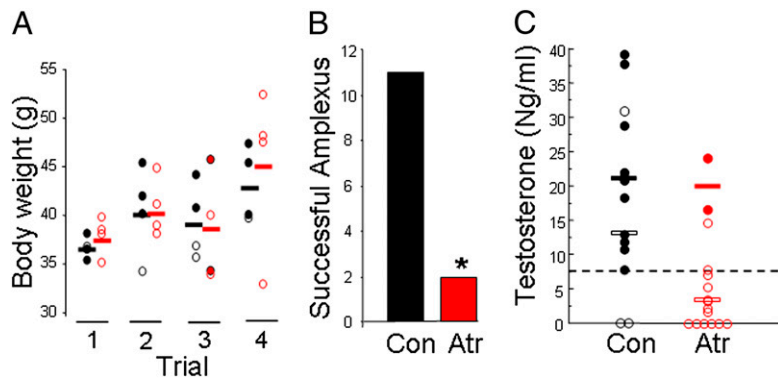 A
Body weight (g)
55
50
45
40
35
30
1 2 3 4
Trial
B
Successful Amplexus
12
10
8
6
4
2
0
*
Con Atr
C
Testosterone (Ng/ml)
40
35
30
25
20
15
10
5
0
Con Atr